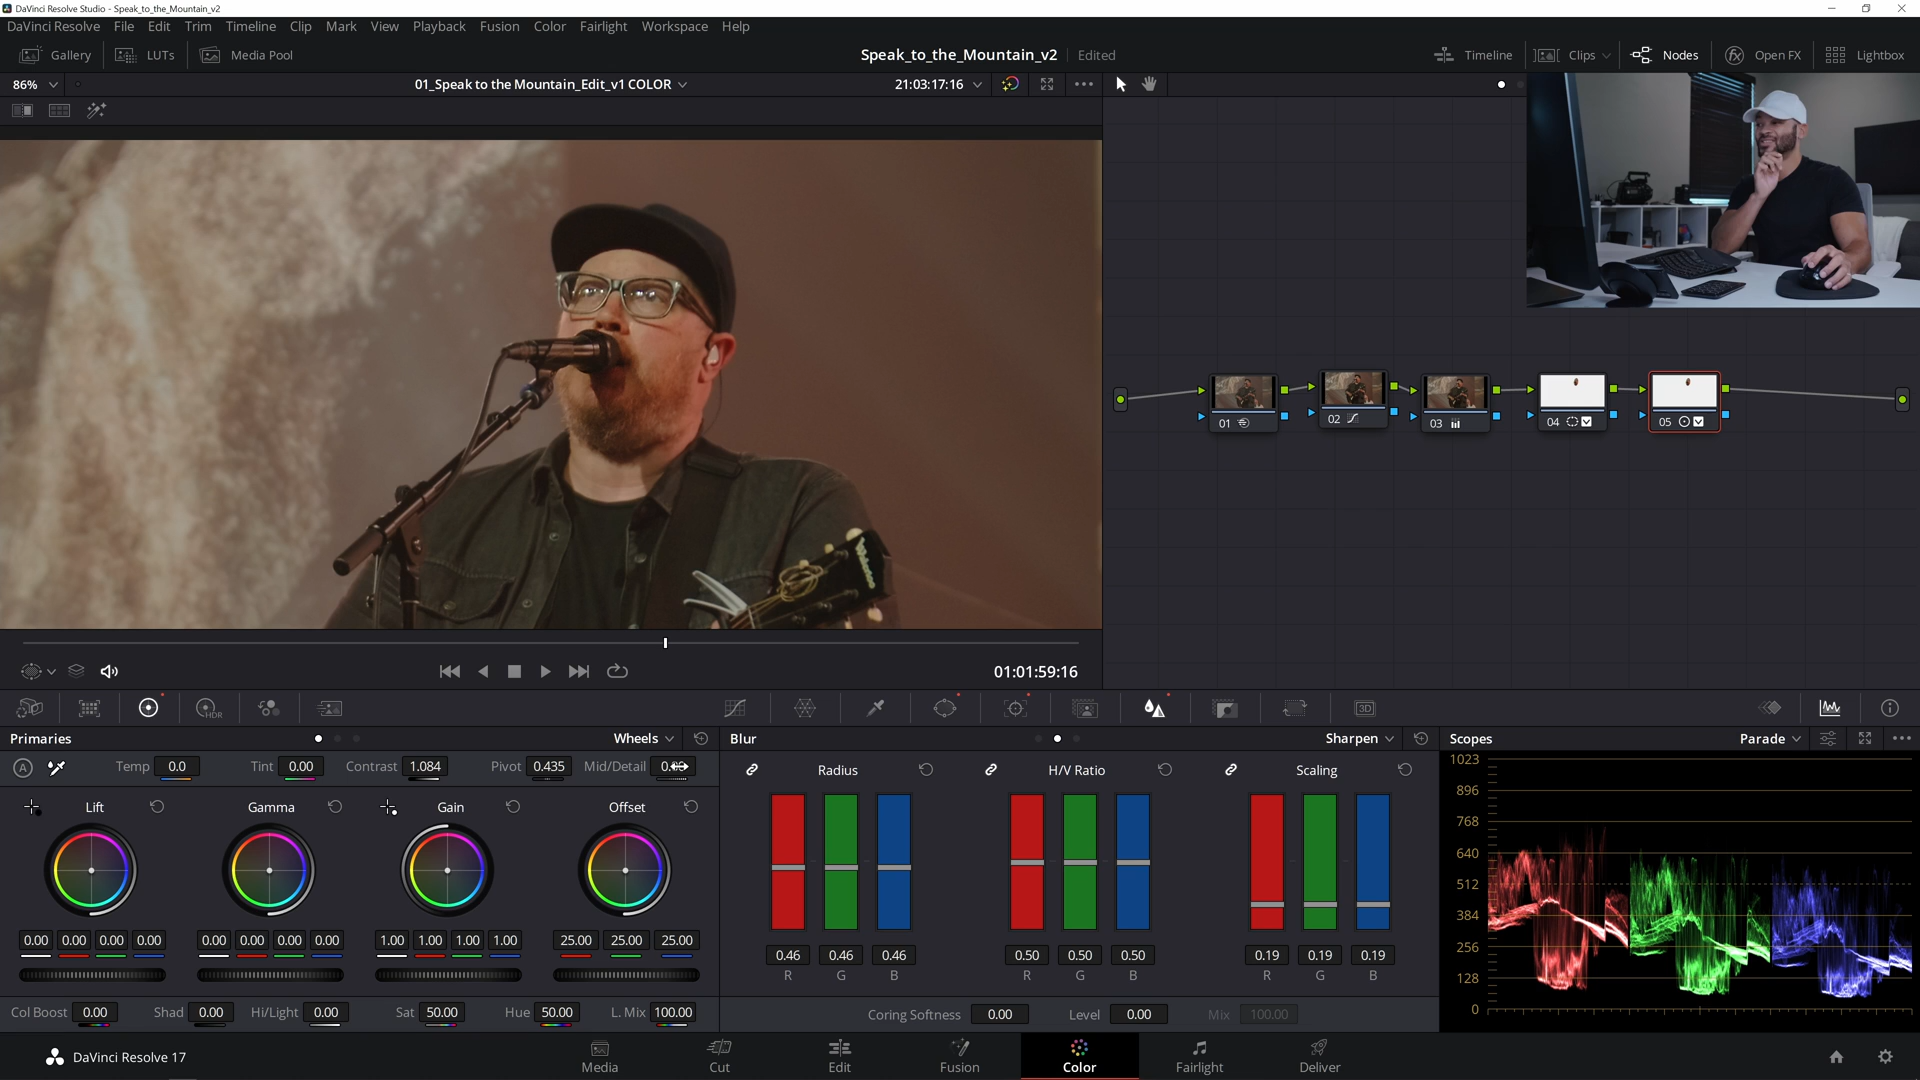 DaVinci Resolve Studio - Speak_to_the_Mountain_v2
DaVinci Resolve File Edit Trim Timeline Clip Mark View Playback Fusion Color Fairlight Workspace Help
Gallery LUTs Media Pool Speak_to_the_Mountain_v2 Edited Timeline Clips Nodes Open FX Lightbox
86% 01_Speak to the Mountain_Edit_v1 COLOR 21:03:17:16
01 02 03 04 05
01:01:59:16
HDR 3D
Primaries Wheels Blur Sharpen Scopes Parade
A Temp 0.0 Tint 0.00 Contrast 1.084 Pivot 0.435 Mid/Detail
Radius H/V Ratio Scaling
Lift Gamma Gain Offset
1023
896
768
640
512
384
256
128
0
0.00 0.00 0.00 0.00 0.00 0.00 0.00 0.00 1.00 1.00 1.00 1.00 25.00 25.00 25.00
0.46 0.46 0.46 0.50 0.50 0.50 0.19 0.19 0.19
R G B R G B R G B
Col Boost 0.00 Shad 0.00 Hi/Light 0.00 Sat 50.00 Hue 50.00 L. Mix 100.00
Coring Softness 0.00 Level 0.00 Mix 100.00
DaVinci Resolve 17
Media Cut Edit Fusion Color Fairlight Deliver